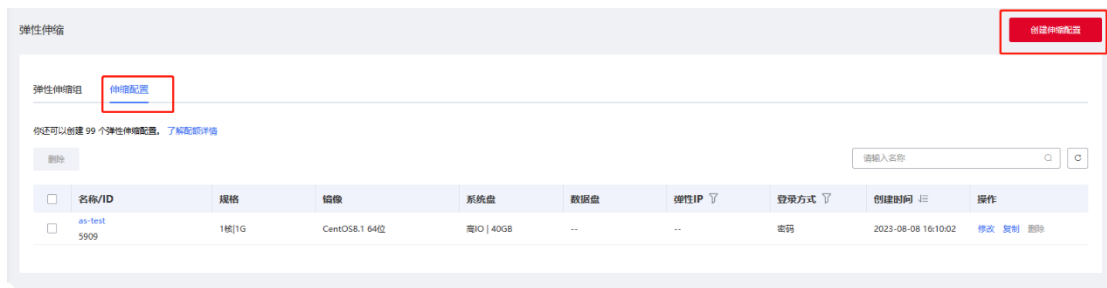 弹性伸缩
创建伸缩配置
弹性伸缩组 伸缩配置
你还可以创建 99 个弹性伸缩配置。 了解配额详情
删除
请输入名称
名称/ID 规格 镜像 系统盘 数据盘 弹性IP 登录方式 创建时间 操作
as-test
5909
1核|1G CentOS8.1 64位 高IO | 40GB -- -- 密码 2023-08-08 16:10:02 修改 复制 删除